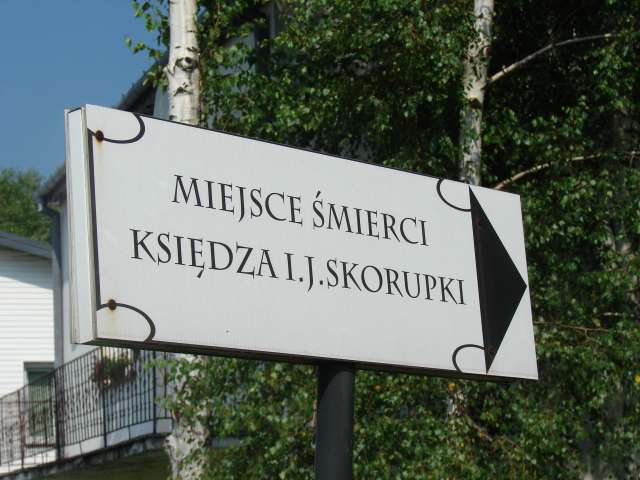 MIEJSCE ŚMIERCI
KSIĘDZA I.J.SKORUPKI